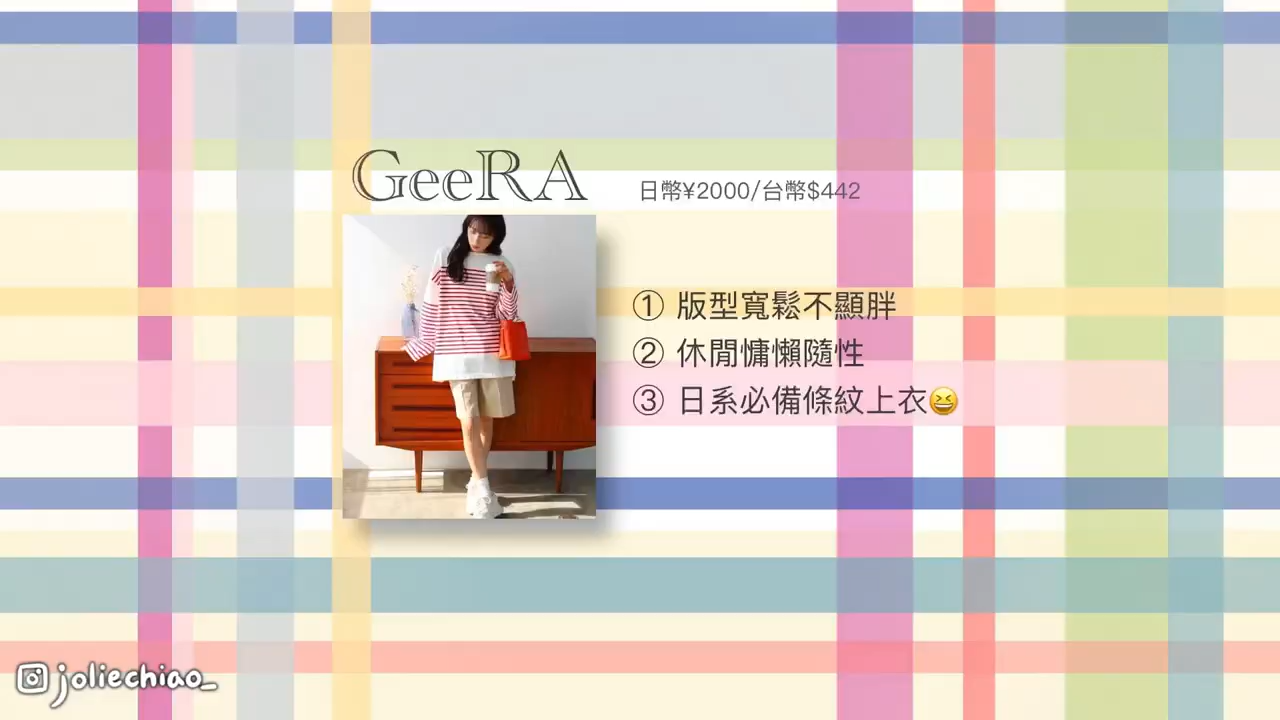 GeeRA
日幣¥2000/台幣$442
① 版型寬鬆不顯胖
② 休閒慵懶隨性
③ 日系必備條紋上衣😆
joliechiao_